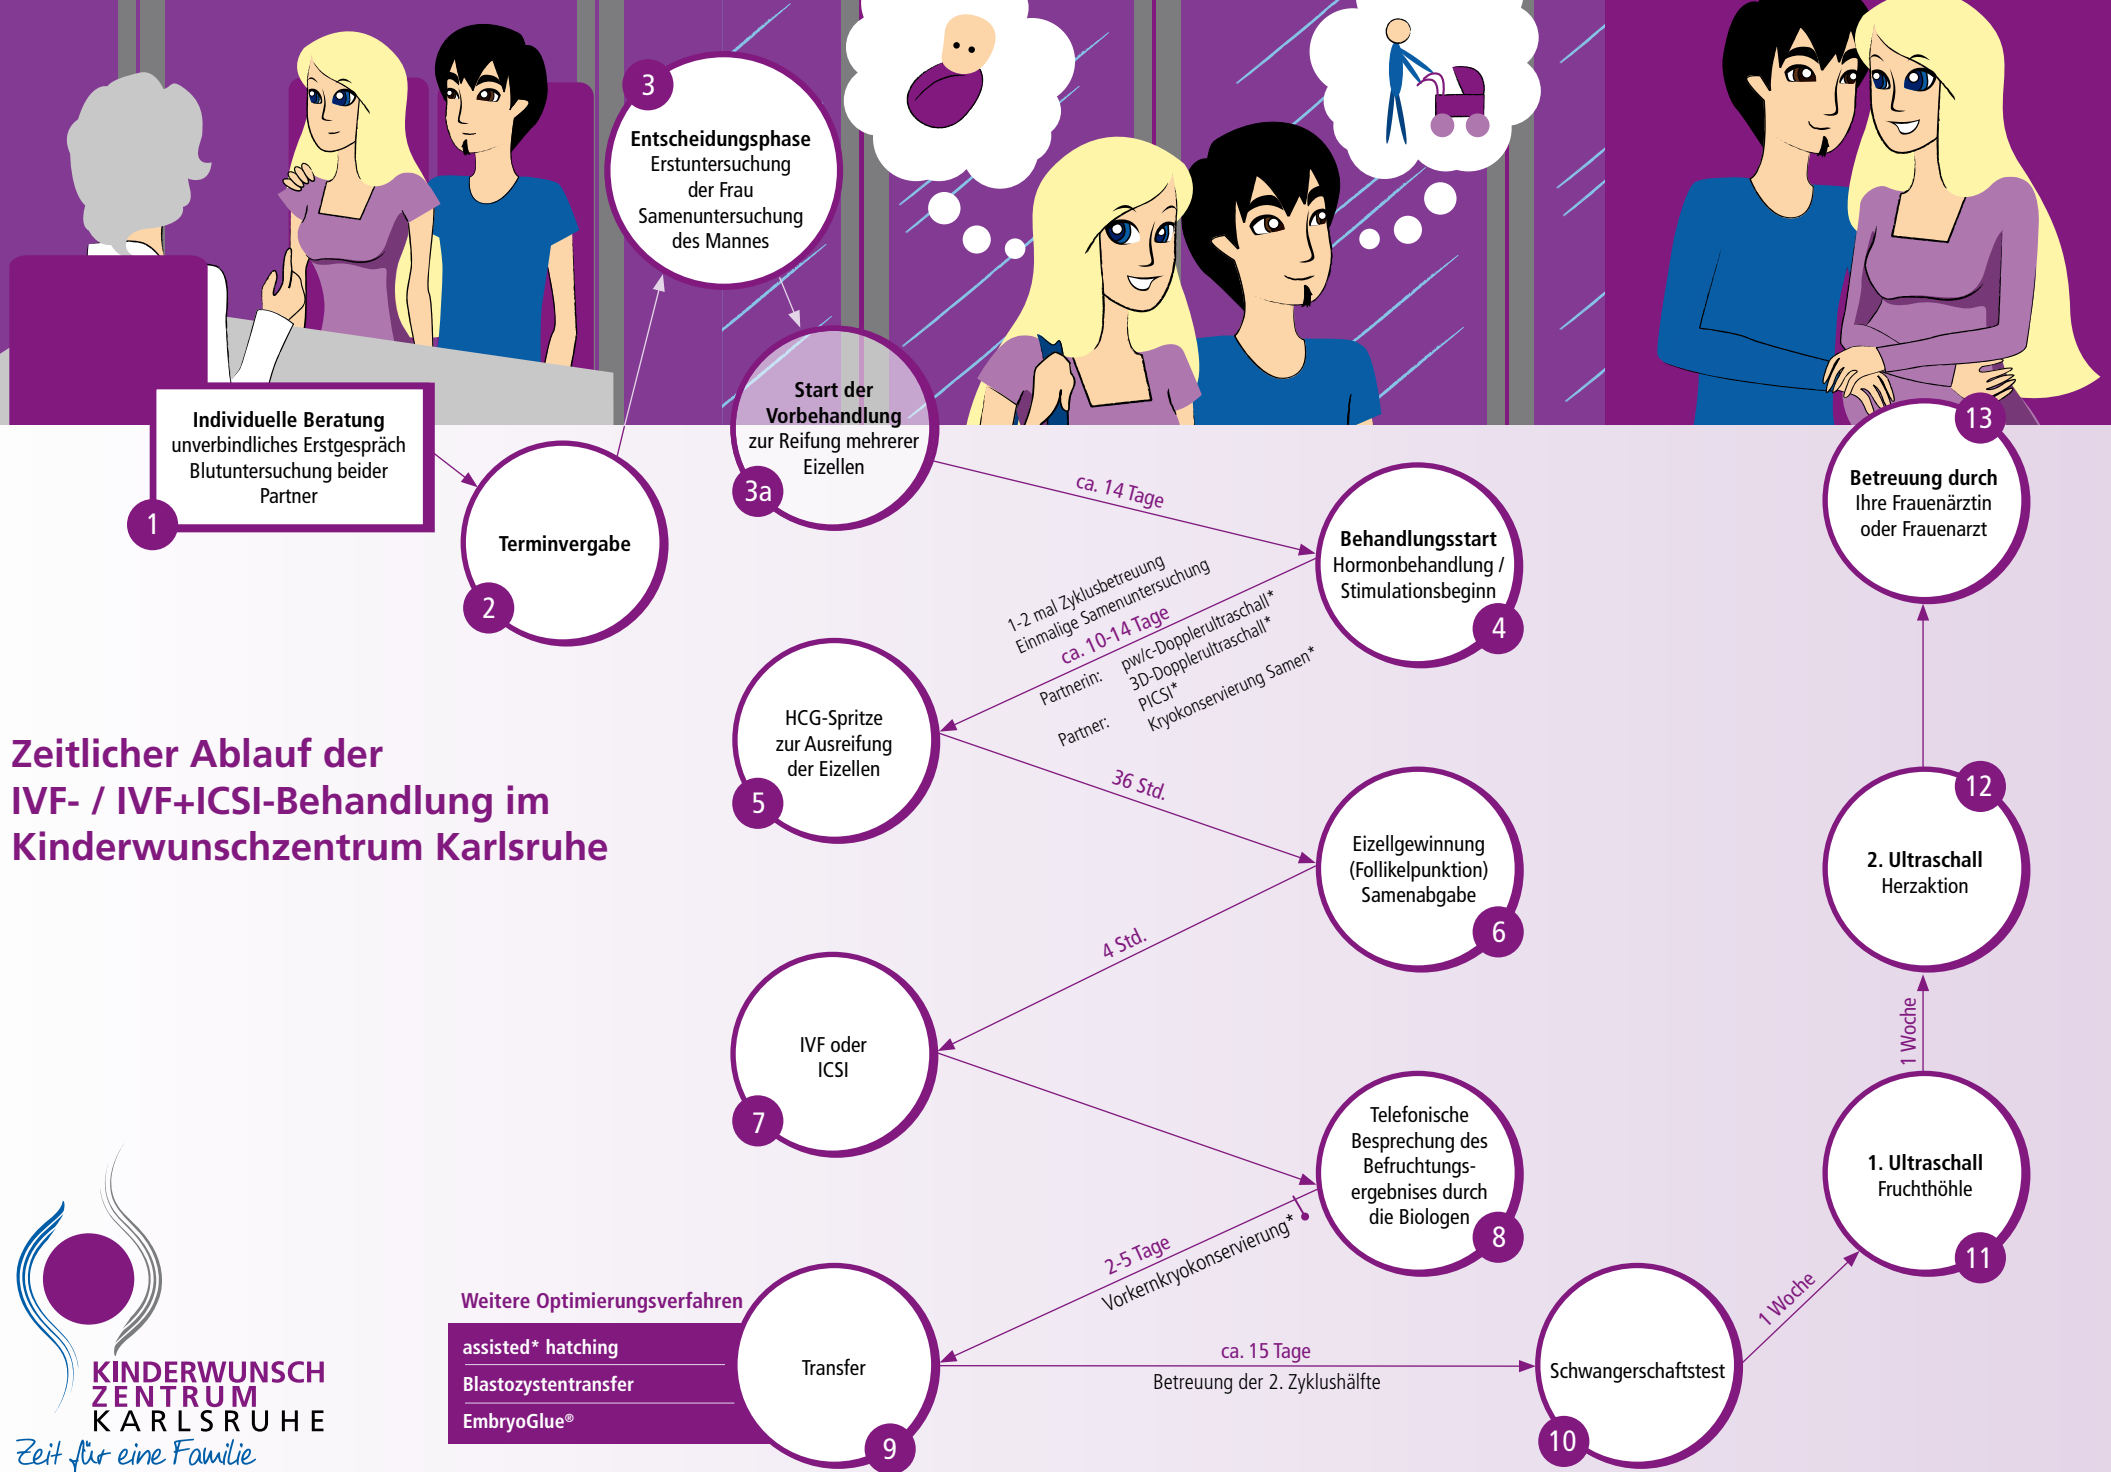 Individuelle Beratung
unverbindliches Erstgespräch
Blutuntersuchung beider
Partner
1
Terminvergabe
2
3
Entscheidungsphase
Erstuntersuchung
der Frau
Samenuntersuchung
des Mannes
Start der
Vorbehandlung
zur Reifung mehrerer
Eizellen
3a
ca. 14 Tage
Behandlungsstart
Hormonbehandlung /
Stimulationsbeginn
4
1-2 mal Zyklusbetreuung
Einmalige Samenuntersuchung
ca. 10-14 Tage
Partnerin: pw/c-Dopplerultraschall*
3D-Dopplerultraschall*
PICSI*
Partner: Kryokonservierung Samen*
HCG-Spritze
zur Ausreifung
der Eizellen
5
36 Std.
Eizellgewinnung
(Follikelpunktion)
Samenabgabe
6
4 Std.
IVF oder
ICSI
7
Telefonische
Besprechung des
Befruchtungs-
ergebnises durch
die Biologen
8
2-5 Tage
Vorkernkryokonservierung*
Transfer
9
Weitere Optimierungsverfahren
assisted* hatching
Blastozystentransfer
EmbryoGlue®
ca. 15 Tage
Betreuung der 2. Zyklushälfte
Schwangerschaftstest
10
1 Woche
1. Ultraschall
Fruchthöhle
11
1 Woche
12
2. Ultraschall
Herzaktion
13
Betreuung durch
Ihre Frauenärztin
oder Frauenarzt
Zeitlicher Ablauf der
IVF- / IVF+ICSI-Behandlung im
Kinderwunschzentrum Karlsruhe
KINDERWUNSCH
ZENTRUM
KARLSRUHE
Zeit für eine Familie